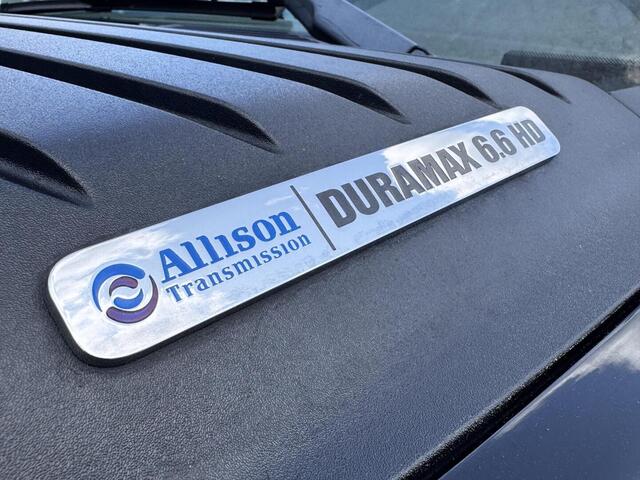 Allison
Transmission
DURAMAX 6.6 HD